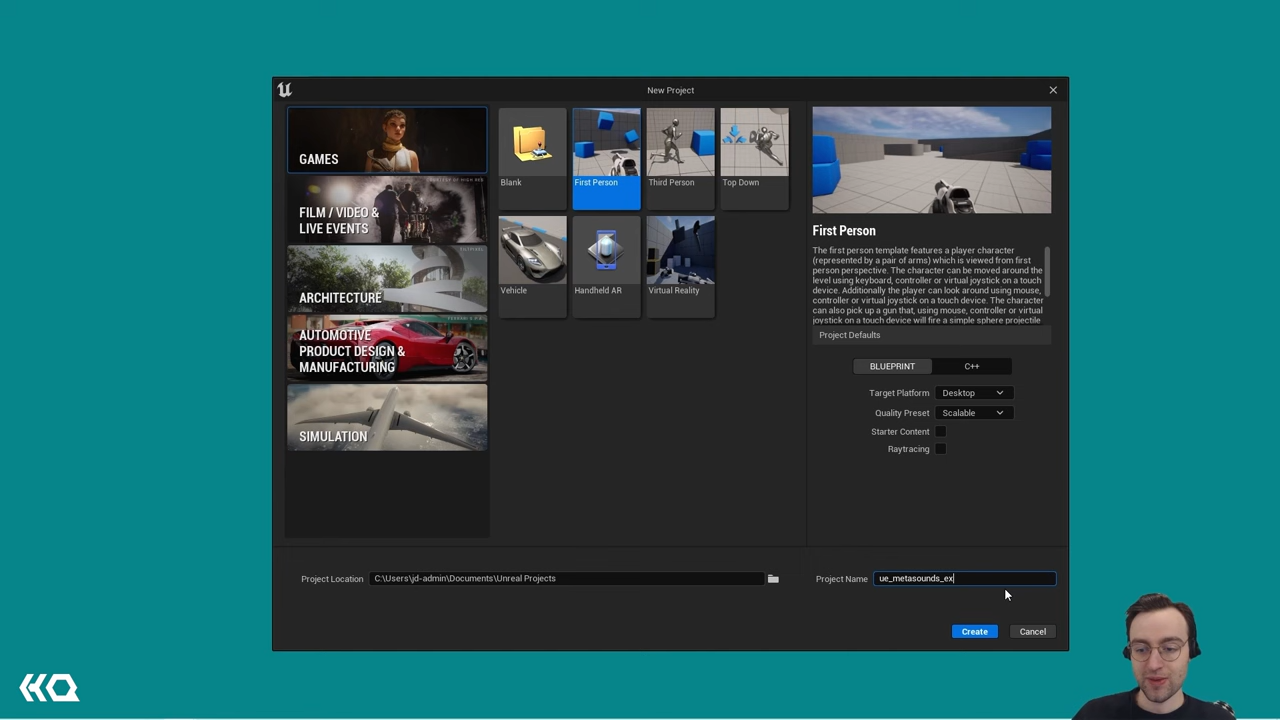 New Project
GAMES
FILM / VIDEO &
LIVE EVENTS
ARCHITECTURE
AUTOMOTIVE
PRODUCT DESIGN &
MANUFACTURING
SIMULATION
Blank
First Person
Third Person
Top Down
Vehicle
Handheld AR
Virtual Reality
First Person
The first person template features a player character
(represented by a pair of arms) which is viewed from first
person perspective. The character can be moved around the
level using keyboard, controller or virtual joystick on a touch
device. Additionally the player can look around using mouse,
controller or virtual joystick on a touch device. The character
can also pick up a gun that, using mouse, controller or virtual
joystick on a touch device will fire a simple sphere projectile
Project Defaults
BLUEPRINT
C++
Target Platform
Desktop
Quality Preset
Scalable
Starter Content
Raytracing
Project Location
C:\Users\jd-admin\Documents\Unreal Projects
Project Name
ue_metasounds_ex
Create
Cancel
HQ